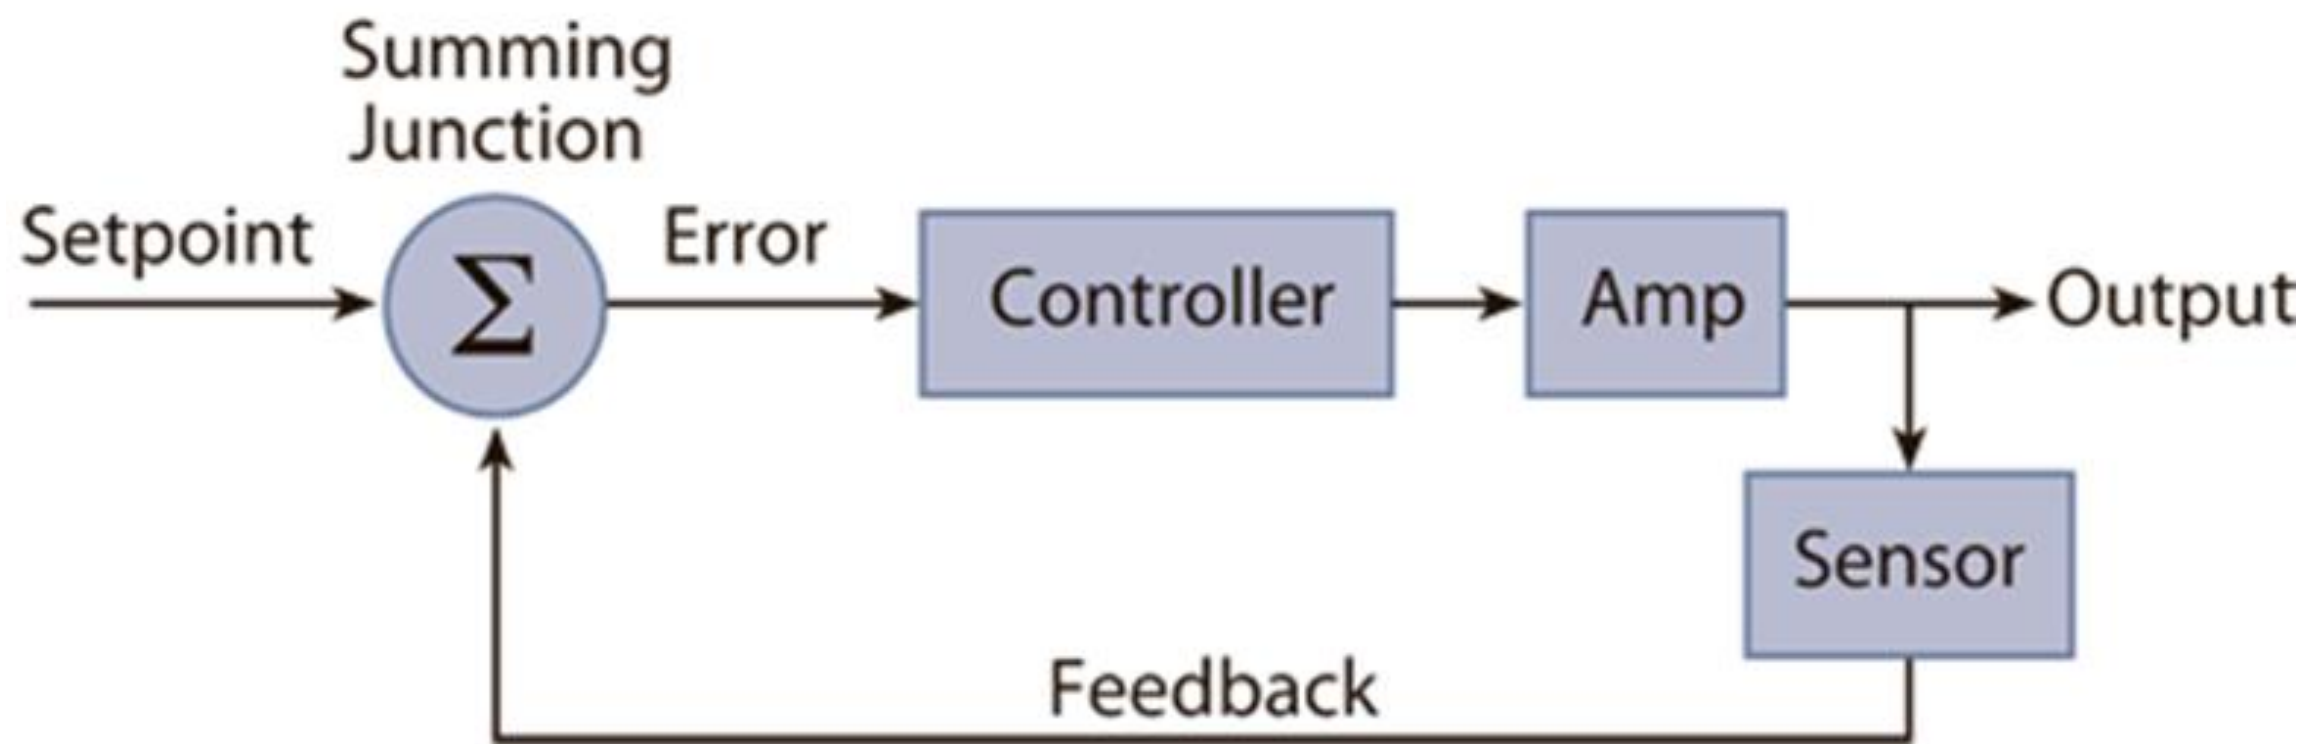 Summing
Junction
Setpoint
Σ
Error
Controller
Amp
Output
Sensor
Feedback